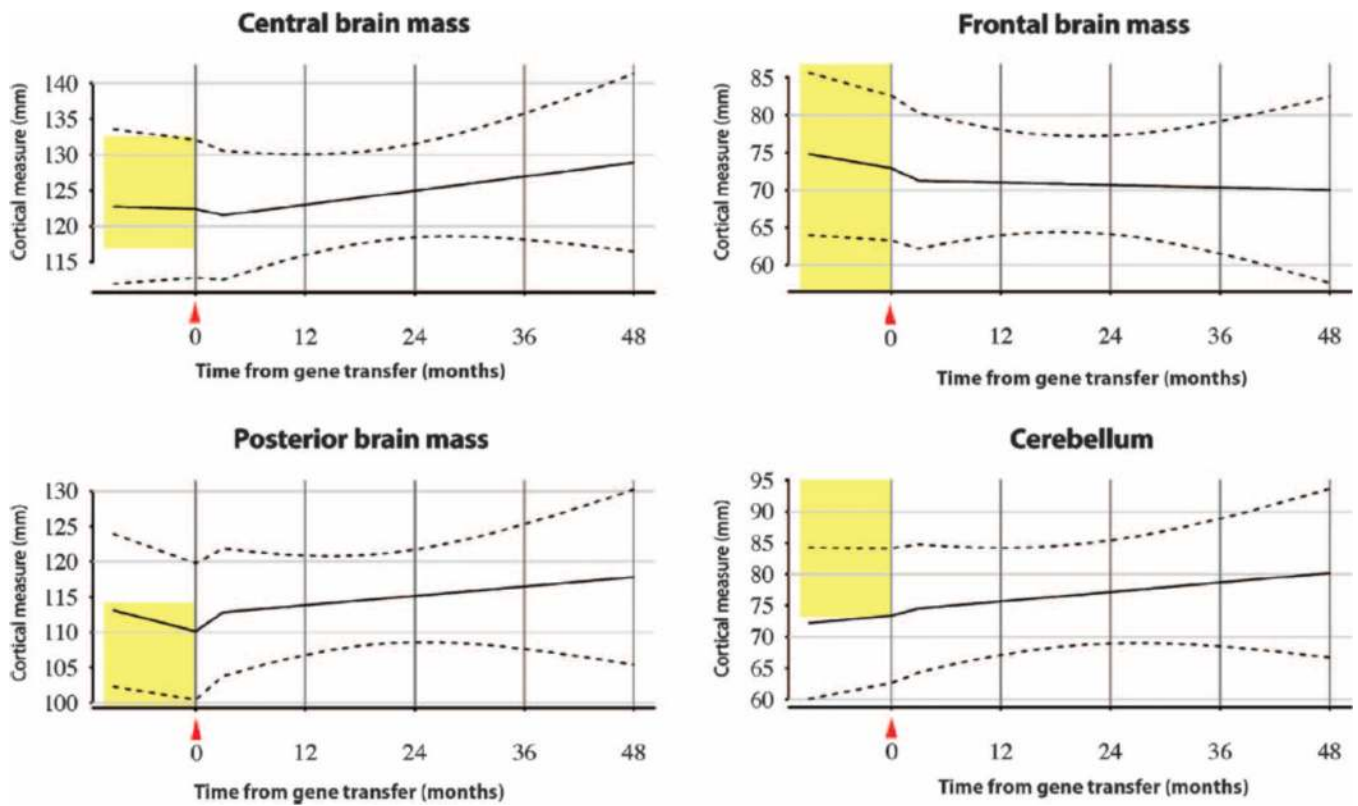 Central brain mass
Cortical measure (mm)
140
135
130
125
120
115
0 12 24 36 48
Time from gene transfer (months)
Frontal brain mass
Cortical measure (mm)
85
80
75
70
65
60
0 12 24 36 48
Time from gene transfer (months)
Posterior brain mass
Cortical measure (mm)
130
125
120
115
110
105
100
0 12 24 36 48
Time from gene transfer (months)
Cerebellum
Cortical measure (mm)
95
90
85
80
75
70
65
60
0 12 24 36 48
Time from gene transfer (months)